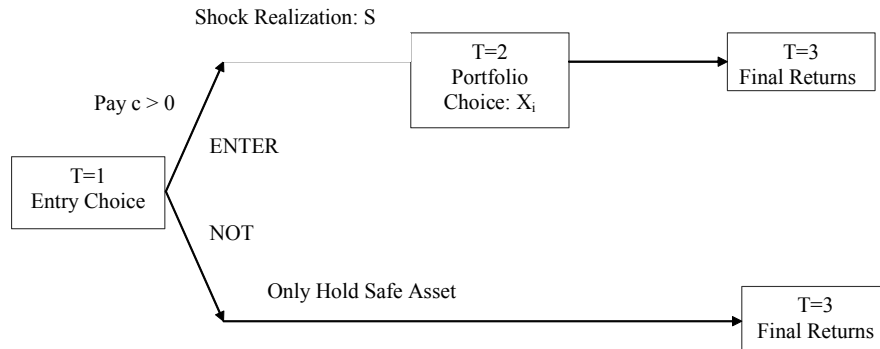 Shock Realization: S
T=2
Portfolio
Choice: Xi
T=3
Final Returns
Pay c > 0
ENTER
T=1
Entry Choice
NOT
Only Hold Safe Asset
T=3
Final Returns